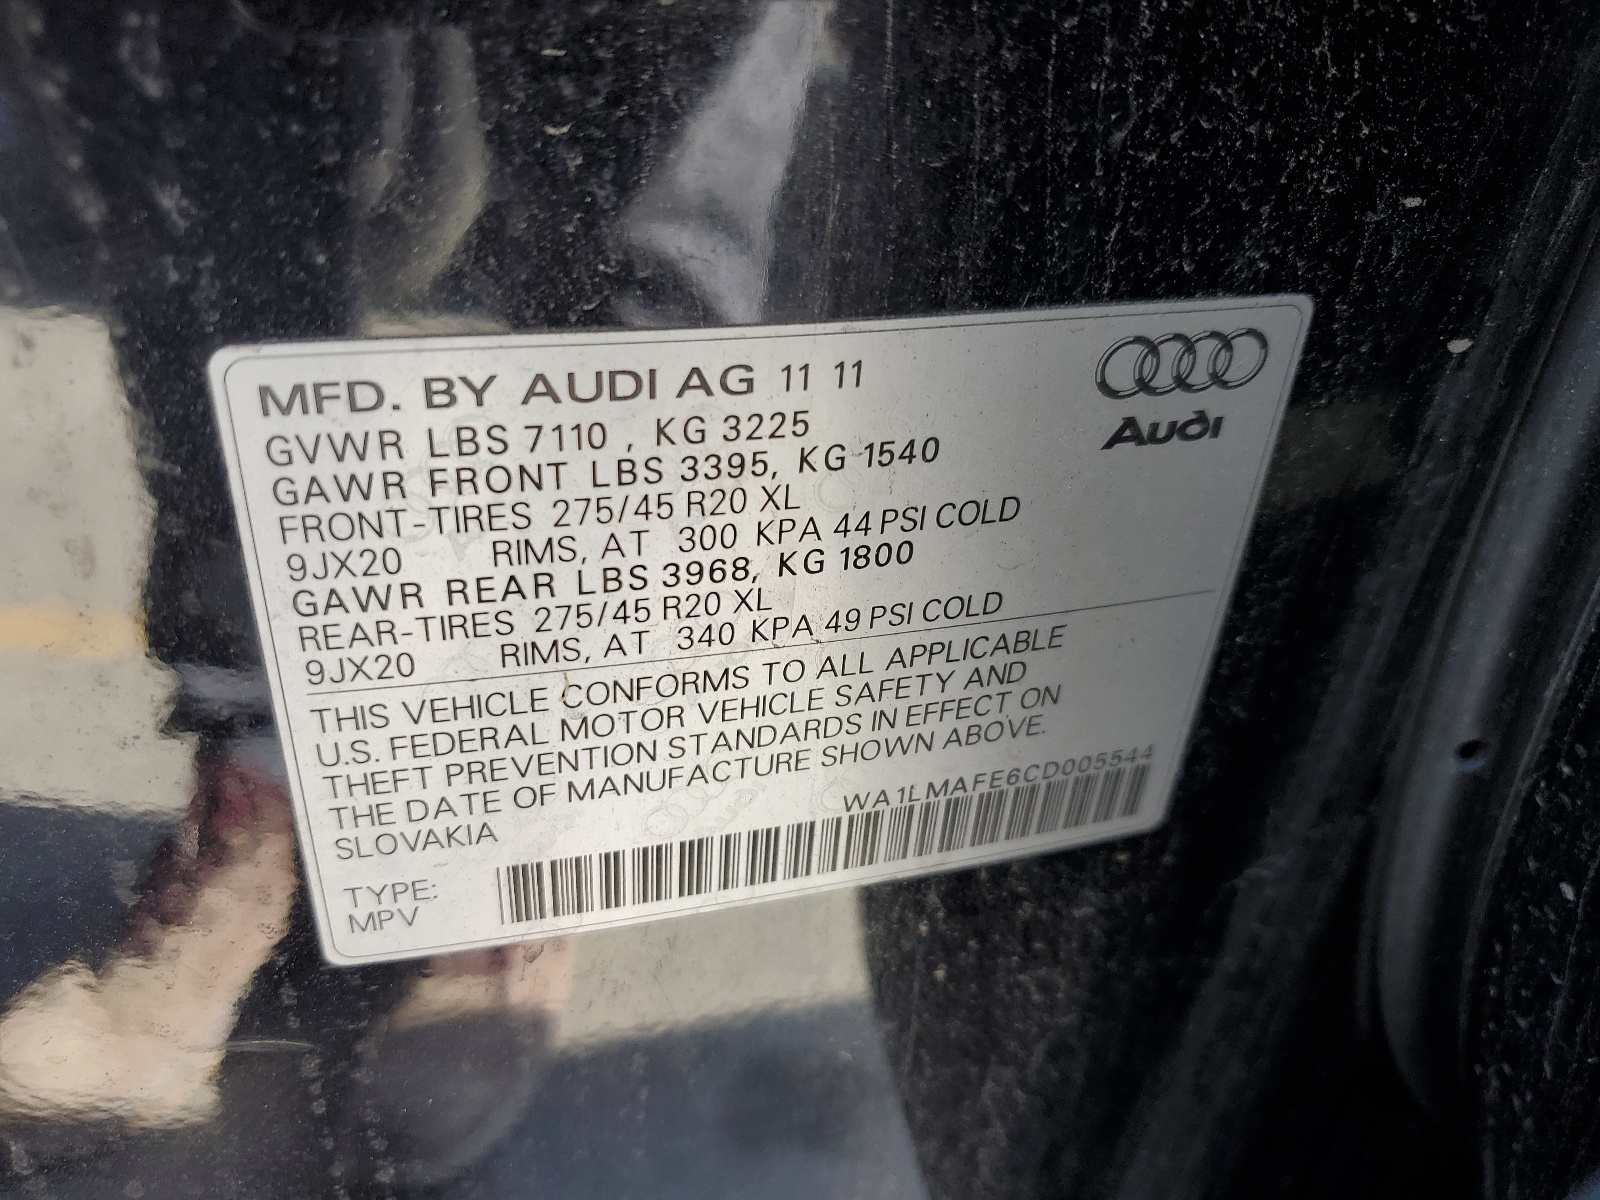 MFD. BY AUDI AG 11 11
GVWR LBS 7110 , KG 3225
GAWR FRONT LBS 3395, KG 1540
FRONT-TIRES 275/45 R20 XL
9JX20 RIMS, AT 300 KPA 44 PSI COLD
GAWR REAR LBS 3968, KG 1800
REAR-TIRES 275/45 R20 XL
9JX20 RIMS, AT 340 KPA 49 PSI COLD
Audi
THIS VEHICLE CONFORMS TO ALL APPLICABLE
U.S. FEDERAL MOTOR VEHICLE SAFETY AND
THEFT PREVENTION STANDARDS IN EFFECT ON
THE DATE OF MANUFACTURE SHOWN ABOVE.
SLOVAKIA
WA1LMAFE6CD005544
TYPE:
MPV